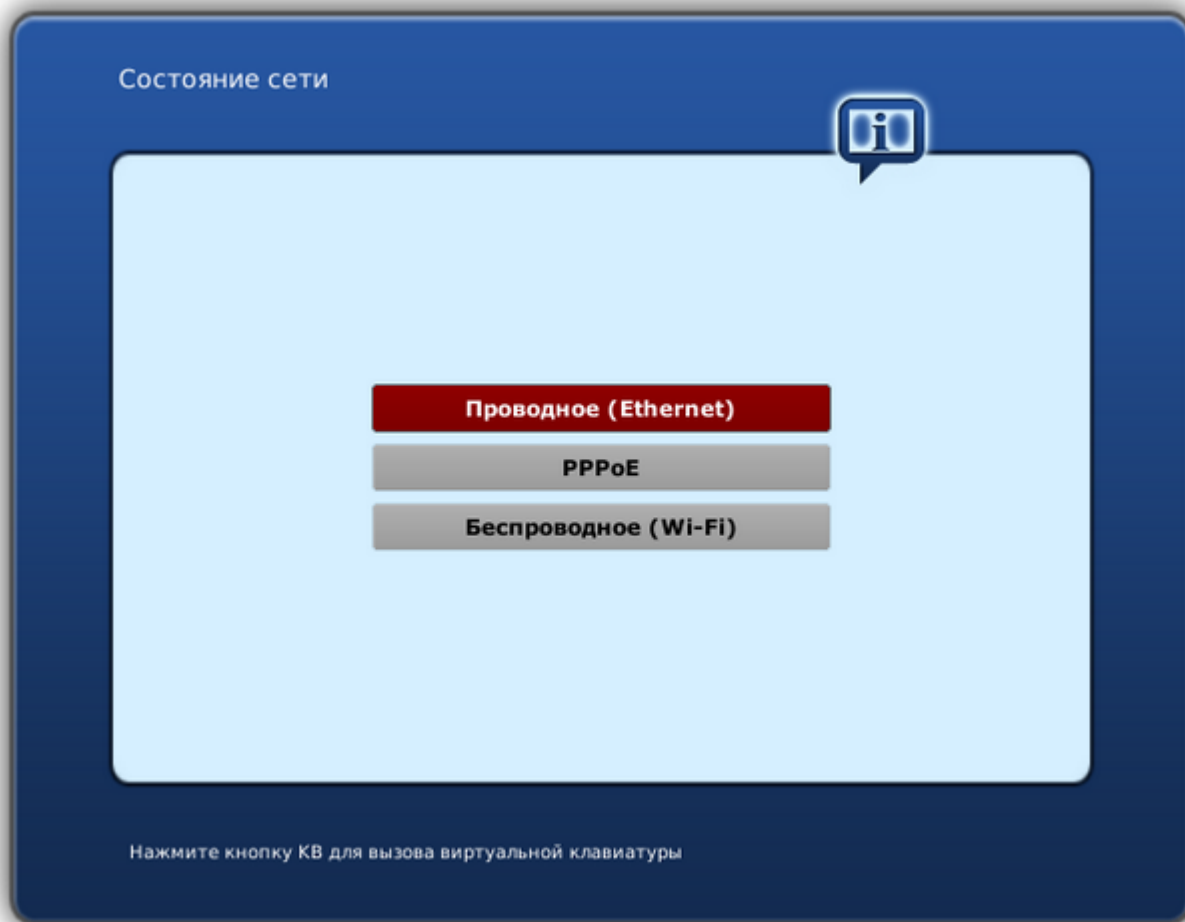 Состояние сети
i
Проводное (Ethernet)
PPPoE
Беспроводное (Wi-Fi)
Нажмите кнопку КВ для вызова виртуальной клавиатуры